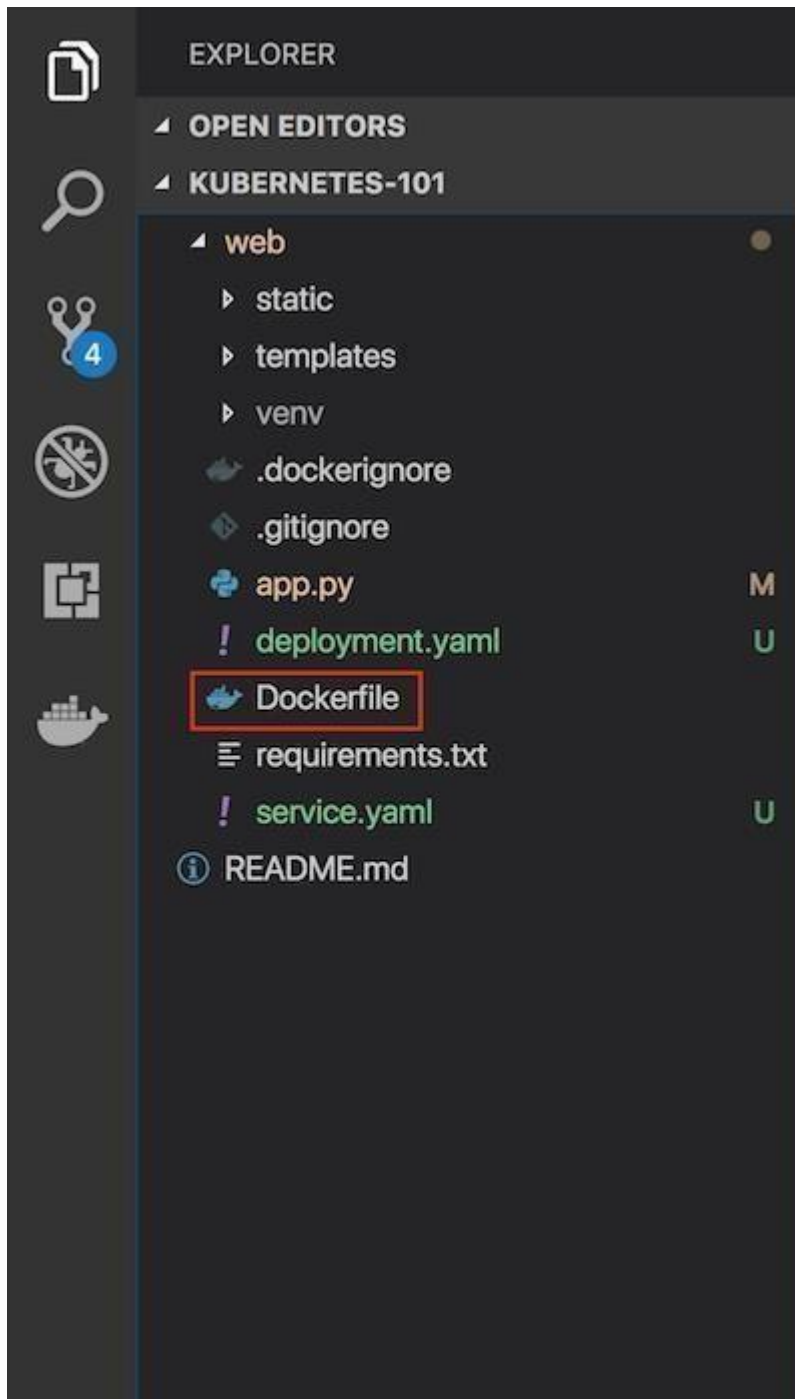 EXPLORER
OPEN EDITORS
KUBERNETES-101
web
static
templates
4
venv
.dockerignore
.gitignore
app.py M
deployment.yaml U
Dockerfile
requirements.txt
service.yaml U
README.md